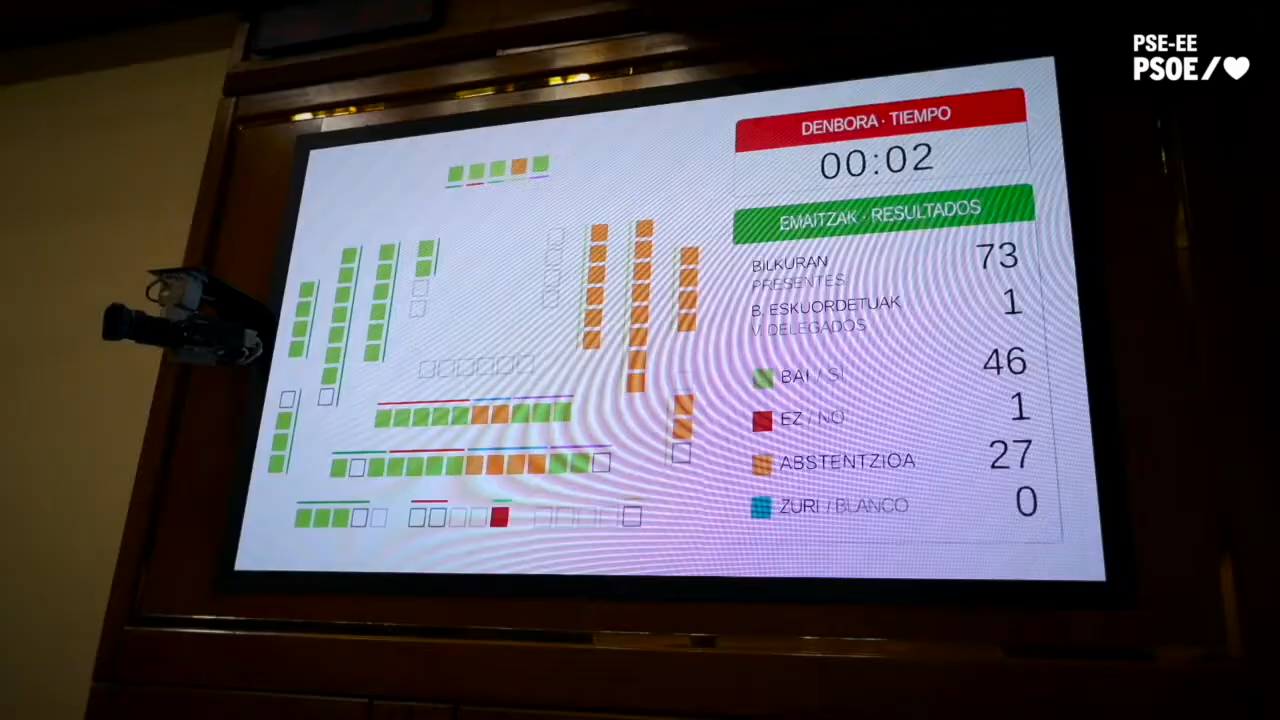 PSE-EE
PSOE/
DENBORA · TIEMPO
00:02
EMAITZAK · RESULTADOS
BILKURAN 73
PRESENTES
B. ESKUORDETUAK 1
V. DELEGADOS
BAI / SÍ 46
EZ / NO 1
ABSTENTZIOA 27
ZURI / BLANCO 0